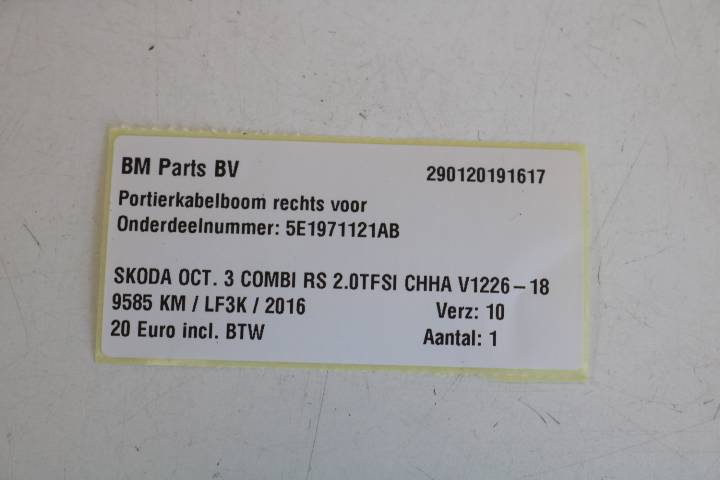 BM Parts BV 290120191617
Portierkabelboom rechts voor
Onderdeelnummer: 5E1971121AB
SKODA OCT. 3 COMBI RS 2.0TFSI CHHA V1226-18
9585 KM / LF3K / 2016 Verz: 10
20 Euro incl. BTW Aantal: 1